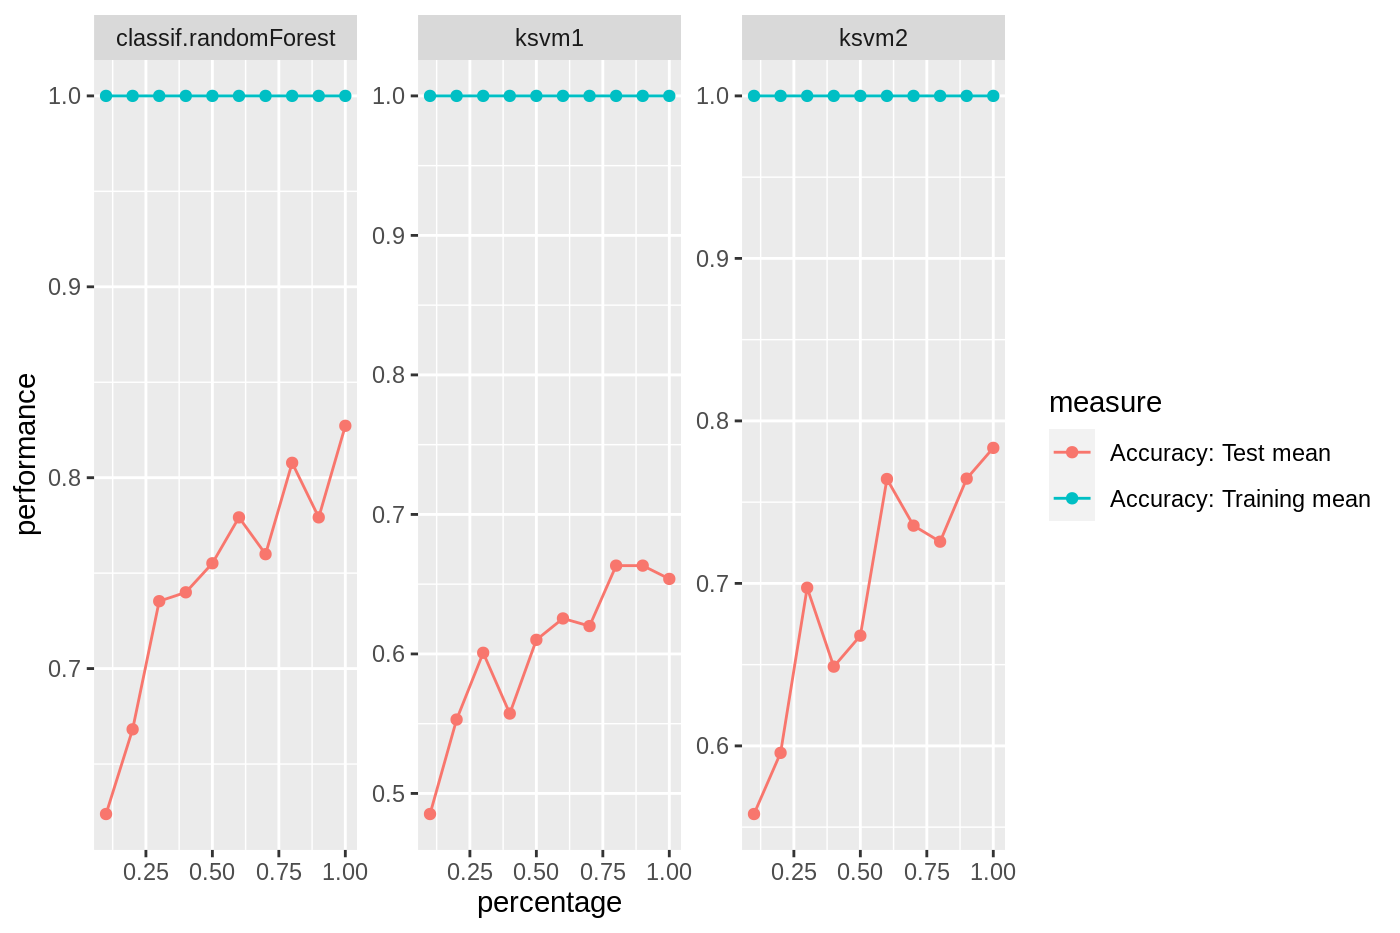 classif.randomForest ksvm1 ksvm2
1.0 1.0 1.0
0.9 0.9 0.9
0.8 0.8 0.8
0.7 0.7 0.7
0.6 0.6
0.5
performance
0.25 0.50 0.75 1.00 0.25 0.50 0.75 1.00 0.25 0.50 0.75 1.00
percentage
measure
Accuracy: Test mean
Accuracy: Training mean